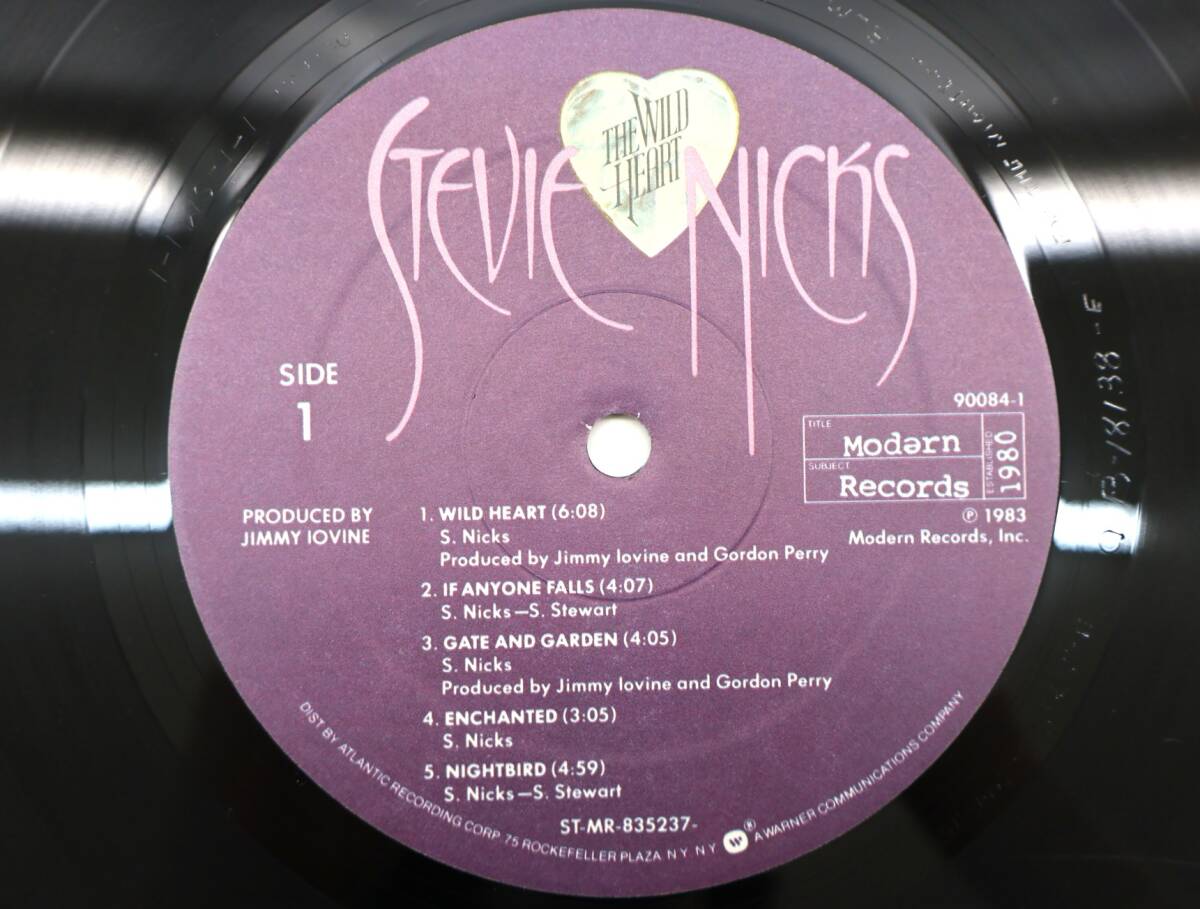 THE WILD
HEART
STEVIE NICKS
SIDE
1
90084-1
TITLE
Modərn
SUBJECT
Records
ESTABLISHED
1980
℗ 1983
Modern Records, Inc.
PRODUCED BY
JIMMY IOVINE
1. WILD HEART (6:08)
S. Nicks
Produced by Jimmy Iovine and Gordon Perry
2. IF ANYONE FALLS (4:07)
S. Nicks—S. Stewart
3. GATE AND GARDEN (4:05)
S. Nicks
Produced by Jimmy Iovine and Gordon Perry
4. ENCHANTED (3:05)
S. Nicks
5. NIGHTBIRD (4:59)
S. Nicks—S. Stewart
ST-MR-835237-
DIST BY ATLANTIC RECORDING CORP 75 ROCKEFELLER PLAZA N Y N Y ® A WARNER COMMUNICATIONS COMPANY